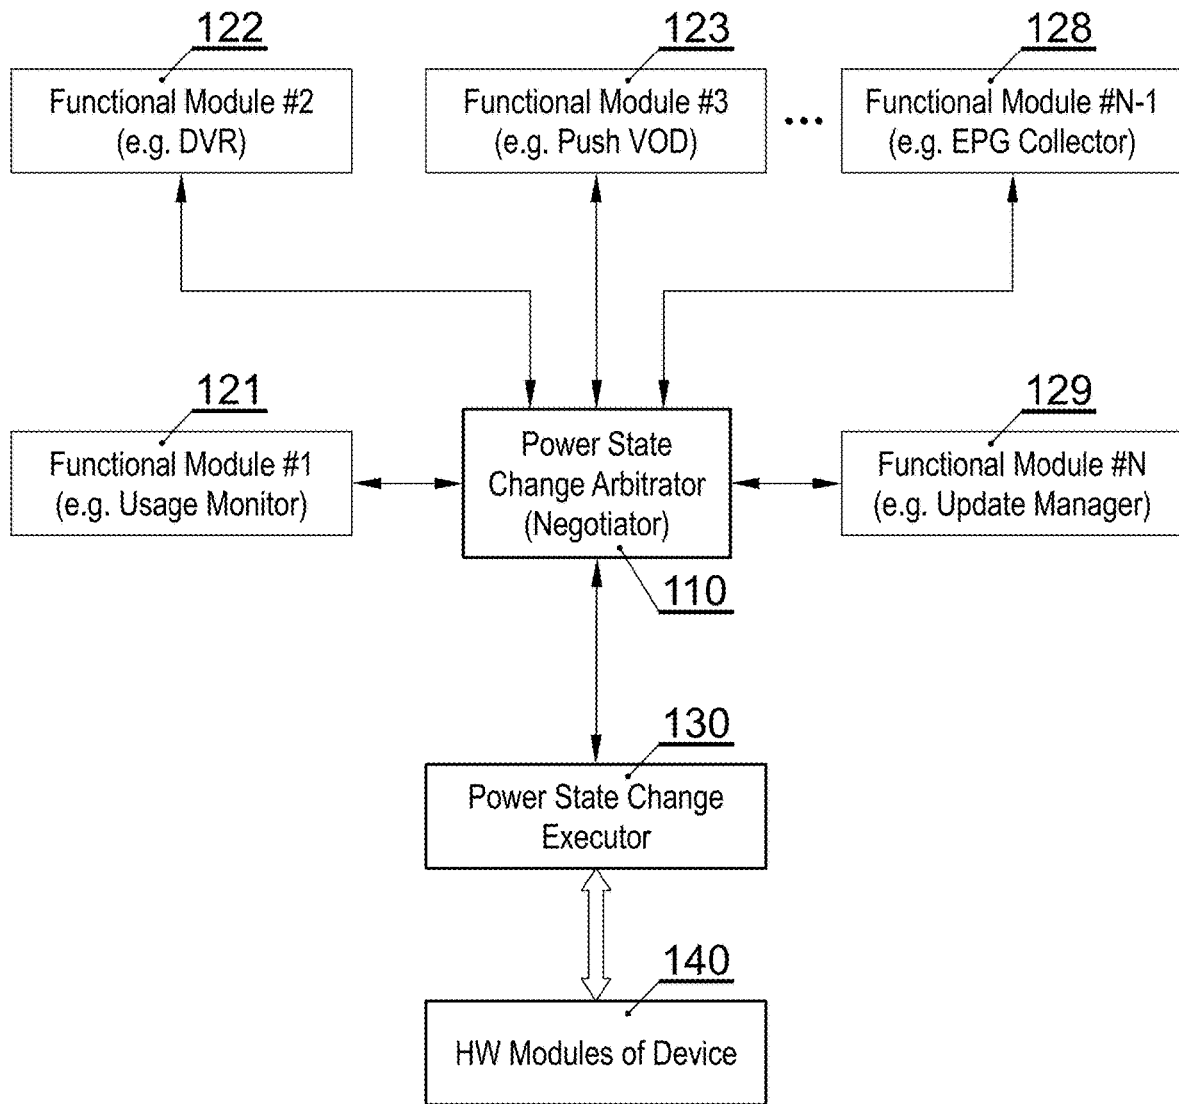 122
Functional Module #2
(e.g. DVR)
123
Functional Module #3
(e.g. Push VOD)
...
128
Functional Module #N-1
(e.g. EPG Collector)
121
Functional Module #1
(e.g. Usage Monitor)
Power State
Change Arbitrator
(Negotiator)
110
129
Functional Module #N
(e.g. Update Manager)
130
Power State Change
Executor
140
HW Modules of Device